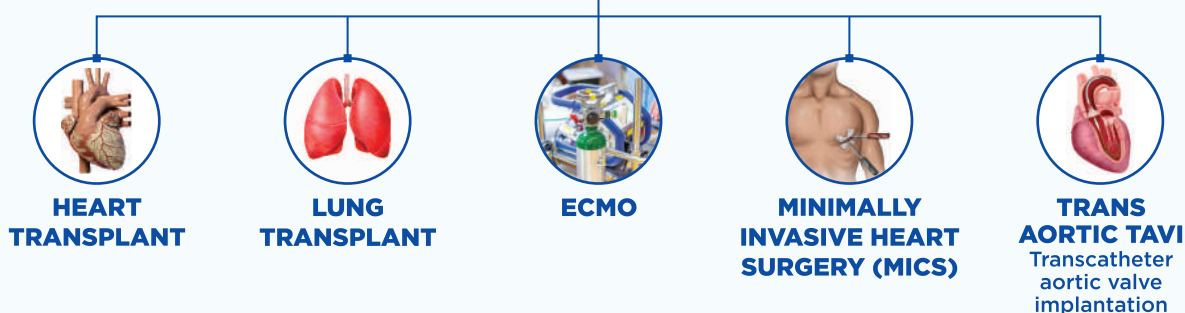 HEART
TRANSPLANT
LUNG
TRANSPLANT
ECMO
MINIMALLY
INVASIVE HEART
SURGERY (MICS)
TRANS
AORTIC TAVI
Transcatheter
aortic valve
implantation